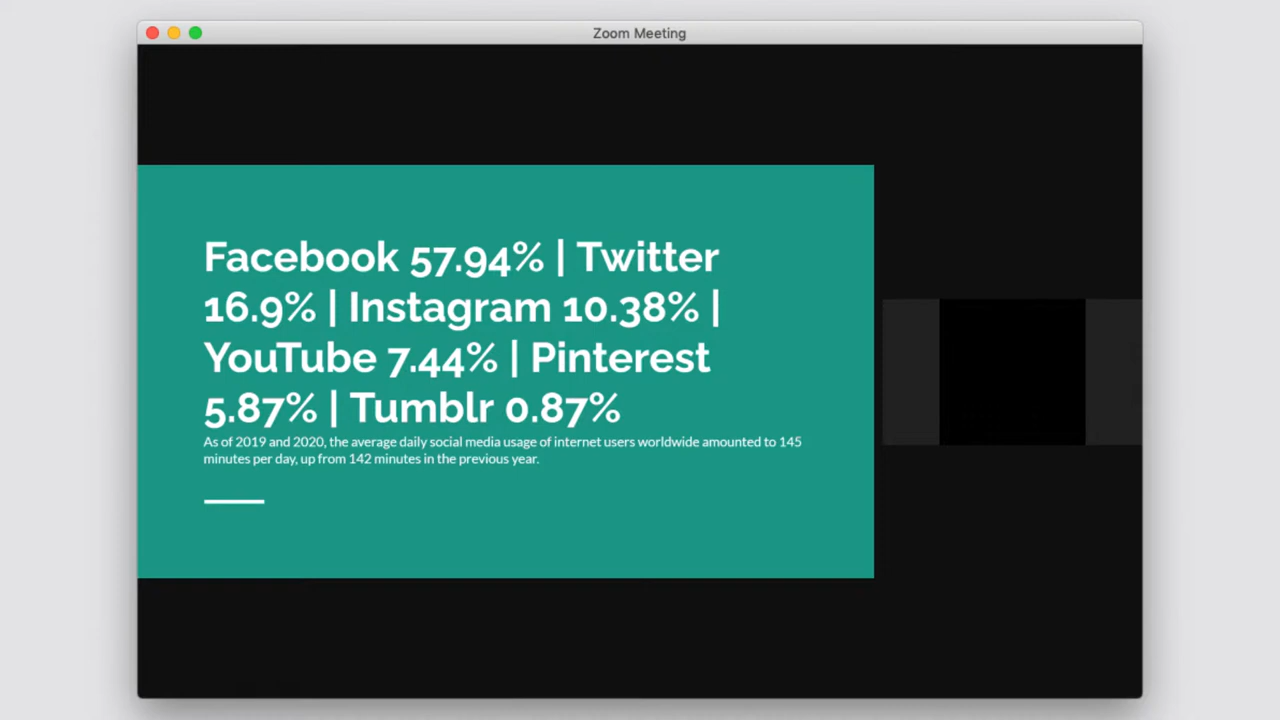 Zoom Meeting
Facebook 57.94% | Twitter
16.9% | Instagram 10.38% |
YouTube 7.44% | Pinterest
5.87% | Tumblr 0.87%
As of 2019 and 2020, the average daily social media usage of internet users worldwide amounted to 145
minutes per day, up from 142 minutes in the previous year.